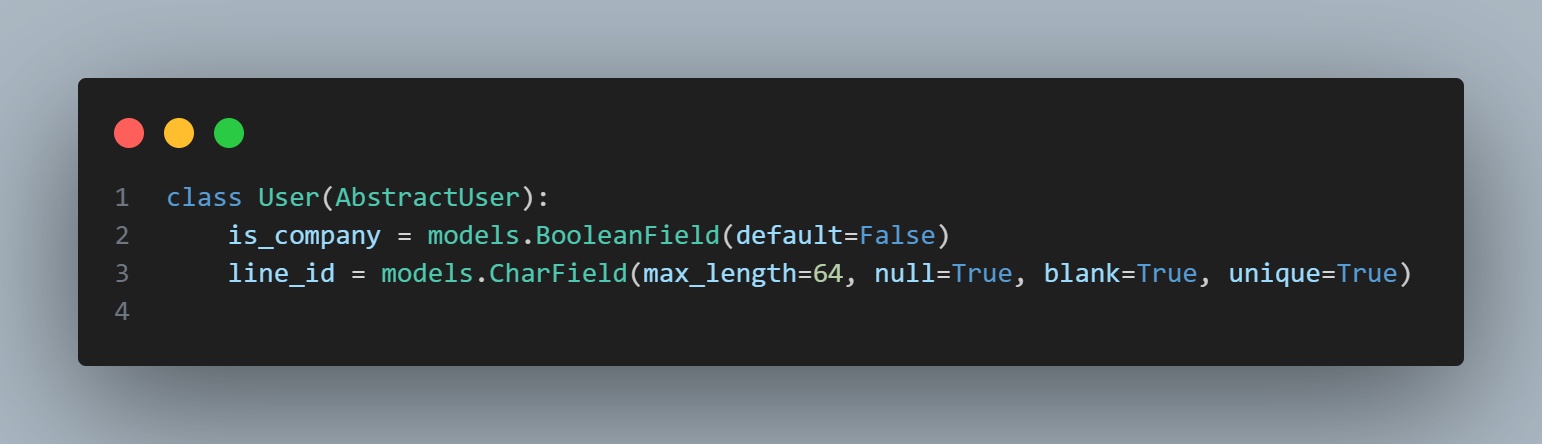 1 class User(AbstractUser):
2     is_company = models.BooleanField(default=False)
3     line_id = models.CharField(max_length=64, null=True, blank=True, unique=True)
4